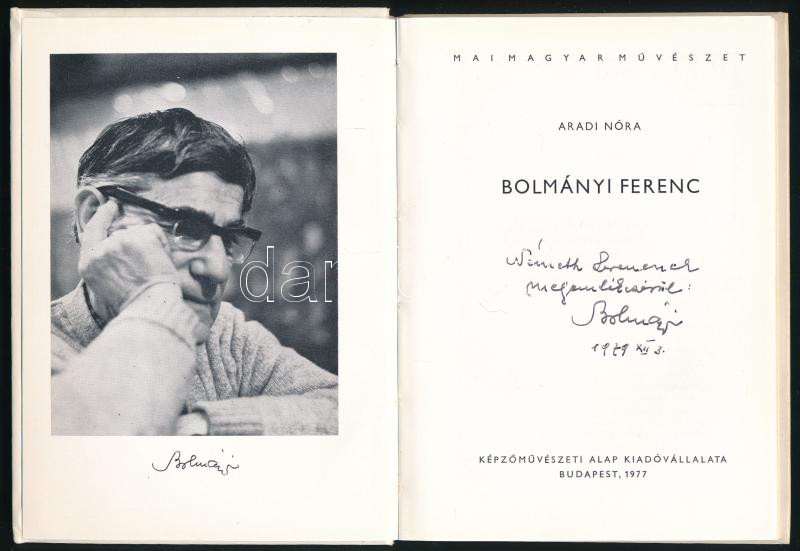 Bolmányi
MAI MAGYAR MŰVÉSZET
ARADI NÓRA
BOLMÁNYI FERENC
Németh Ferencnek
Bolmányi
1979 XII 3.
KÉPZŐMŰVÉSZETI ALAP KIADÓVÁLLALATA
BUDAPEST, 1977